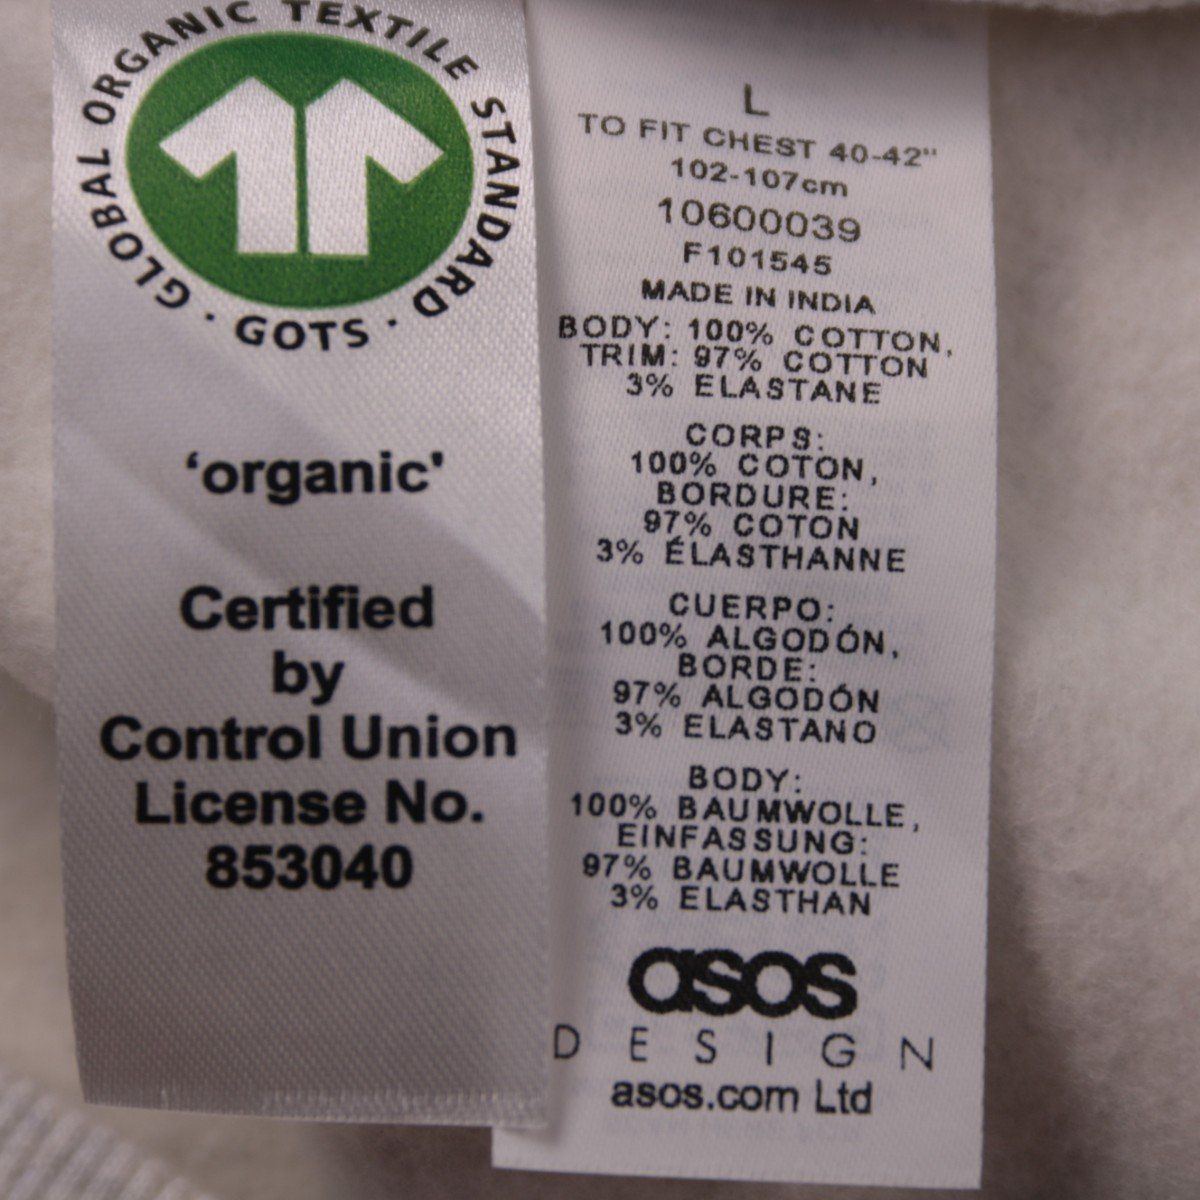 GLOBAL ORGANIC TEXTILE STANDARD · GOTS ·
'organic'
Certified
by
Control Union
License No.
853040
L
TO FIT CHEST 40-42"
102-107cm
10600039
F101545
MADE IN INDIA
BODY: 100% COTTON,
TRIM: 97% COTTON
3% ELASTANE
CORPS:
100% COTON,
BORDURE:
97% COTON
3% ÉLASTHANNE
CUERPO:
100% ALGODÓN,
BORDE:
97% ALGODÓN
3% ELASTANO
BODY:
100% BAUMWOLLE,
EINFASSUNG:
97% BAUMWOLLE
3% ELASTHAN
asos
DESIGN
asos.com Ltd